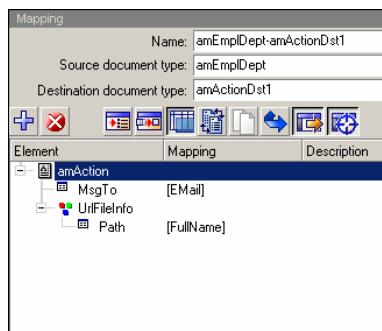 Mapping
Name: amEmplDept-amActionDst1
Source document type: amEmplDept
Destination document type: amActionDst1
Element Mapping Description
amAction
MsgTo [EMail]
UrlFileInfo
Path [FullName]